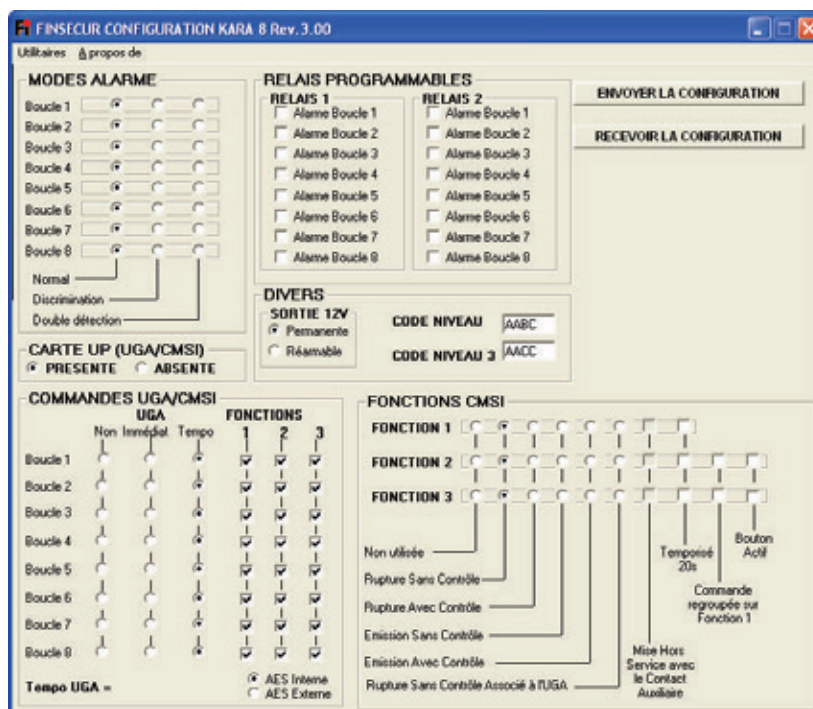 FINSECUR CONFIGURATION KARA 8 Rev. 3.00
Utilitaires A propos de
MODES ALARME
Boucle 1
Boucle 2
Boucle 3
Boucle 4
Boucle 5
Boucle 6
Boucle 7
Boucle 8
Normal
Discrimination
Double détection
RELAIS PROGRAMMABLES
RELAIS 1
Alarme Boucle 1
Alarme Boucle 2
Alarme Boucle 3
Alarme Boucle 4
Alarme Boucle 5
Alarme Boucle 6
Alarme Boucle 7
Alarme Boucle 8
RELAIS 2
Alarme Boucle 1
Alarme Boucle 2
Alarme Boucle 3
Alarme Boucle 4
Alarme Boucle 5
Alarme Boucle 6
Alarme Boucle 7
Alarme Boucle 8
ENVOYER LA CONFIGURATION
RECEVOIR LA CONFIGURATION
DIVERS
SORTIE 12V
Permanente
Réarmable
CODE NIVEAU AABC
CODE NIVEAU 3 AACC
CARTE UP (UGA/CMSI)
PRESENTE ABSENTE
COMMANDES UGA/CMSI
UGA FONCTIONS
Non Immédiat Tempo 1 2 3
Boucle 1
Boucle 2
Boucle 3
Boucle 4
Boucle 5
Boucle 6
Boucle 7
Boucle 8
Tempo UGA =
AES Interne
AES Externe
FONCTIONS CMSI
FONCTION 1
FONCTION 2
FONCTION 3
Non utilisée
Rupture Sans Contrôle
Rupture Avec Contrôle
Emission Sans Contrôle
Emission Avec Contrôle
Rupture Sans Contrôle Associé à l'UGA
Mise Hors
Service avec
le Contact
Auxiliaire
Temporisé
20s
Commande
regroupée sur
Fonction 1
Bouton
Actif